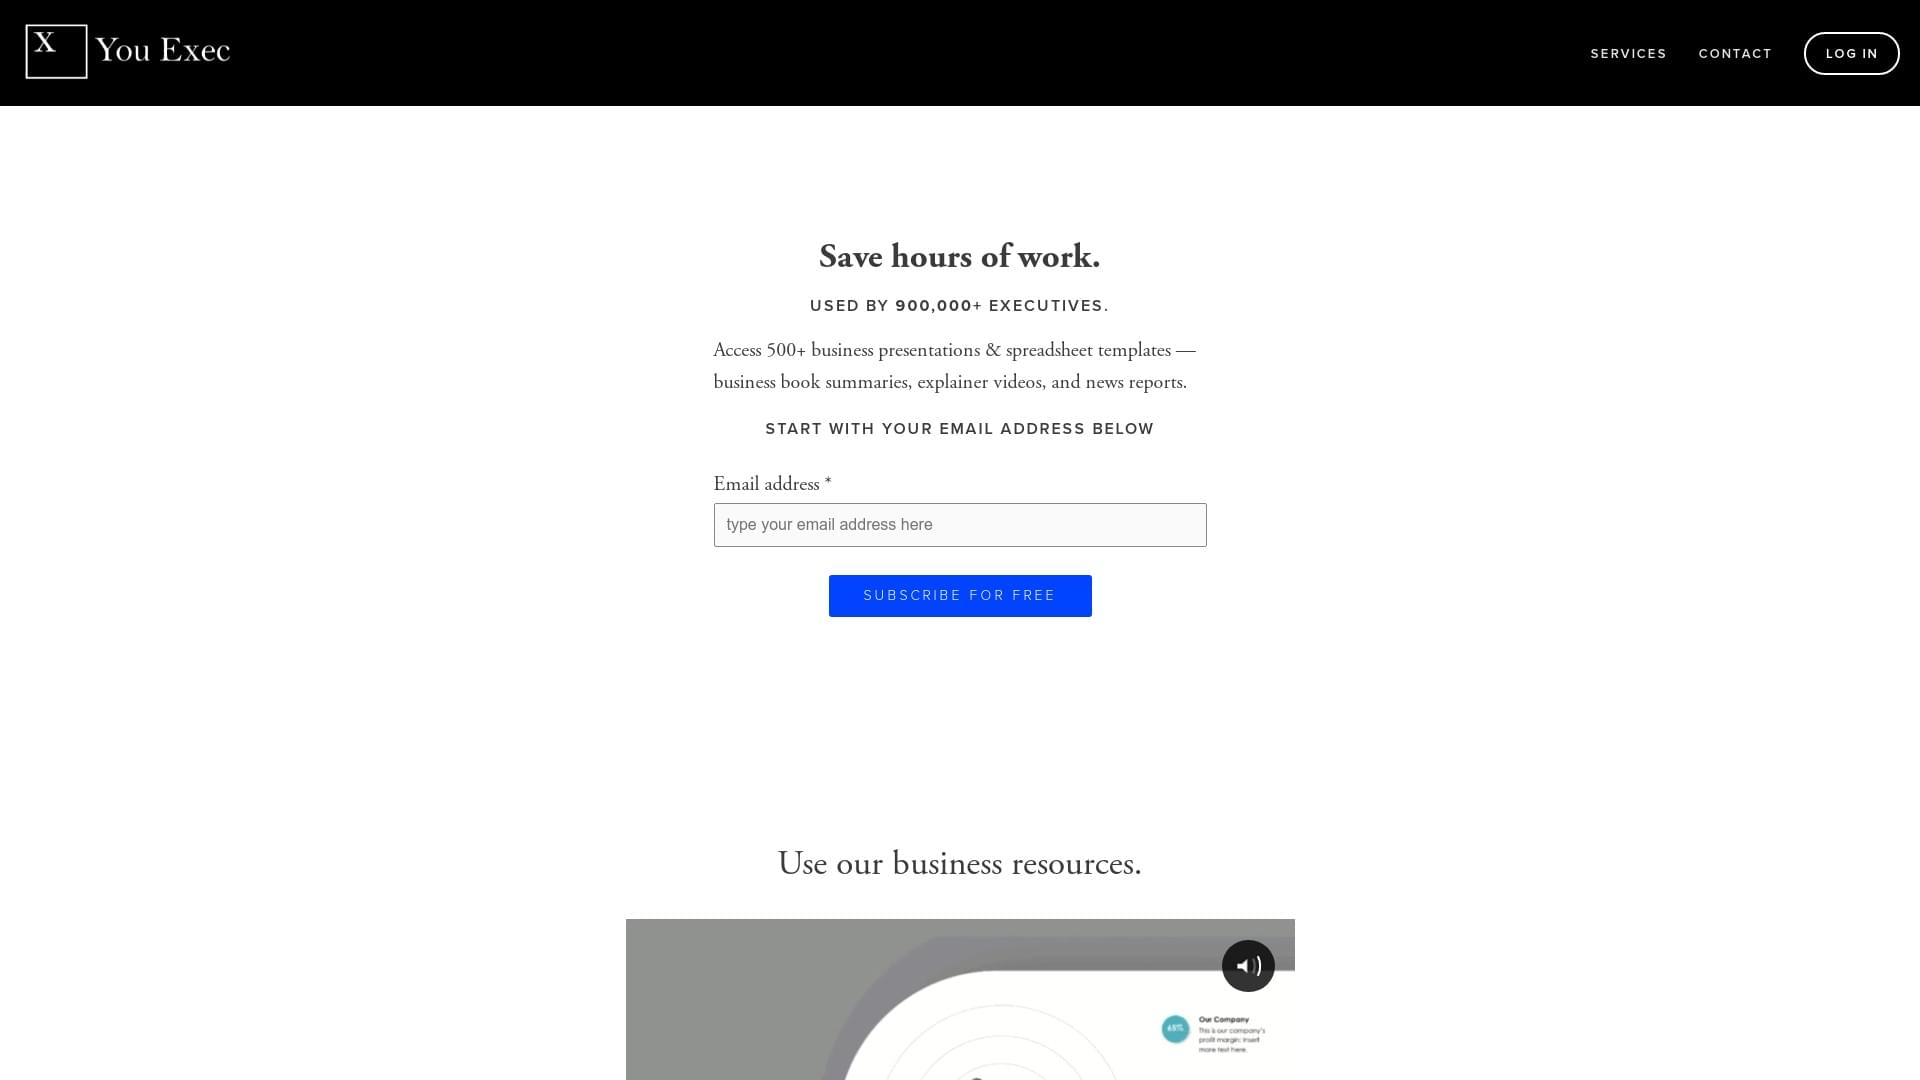 X You Exec
SERVICES CONTACT LOG IN
Save hours of work.
USED BY 900,000+ EXECUTIVES.
Access 500+ business presentations & spreadsheet templates —
business book summaries, explainer videos, and news reports.
START WITH YOUR EMAIL ADDRESS BELOW
Email address *
type your email address here
SUBSCRIBE FOR FREE
Use our business resources.
65%
Our Company
This is our company's
profit margin: Insert
more text here.